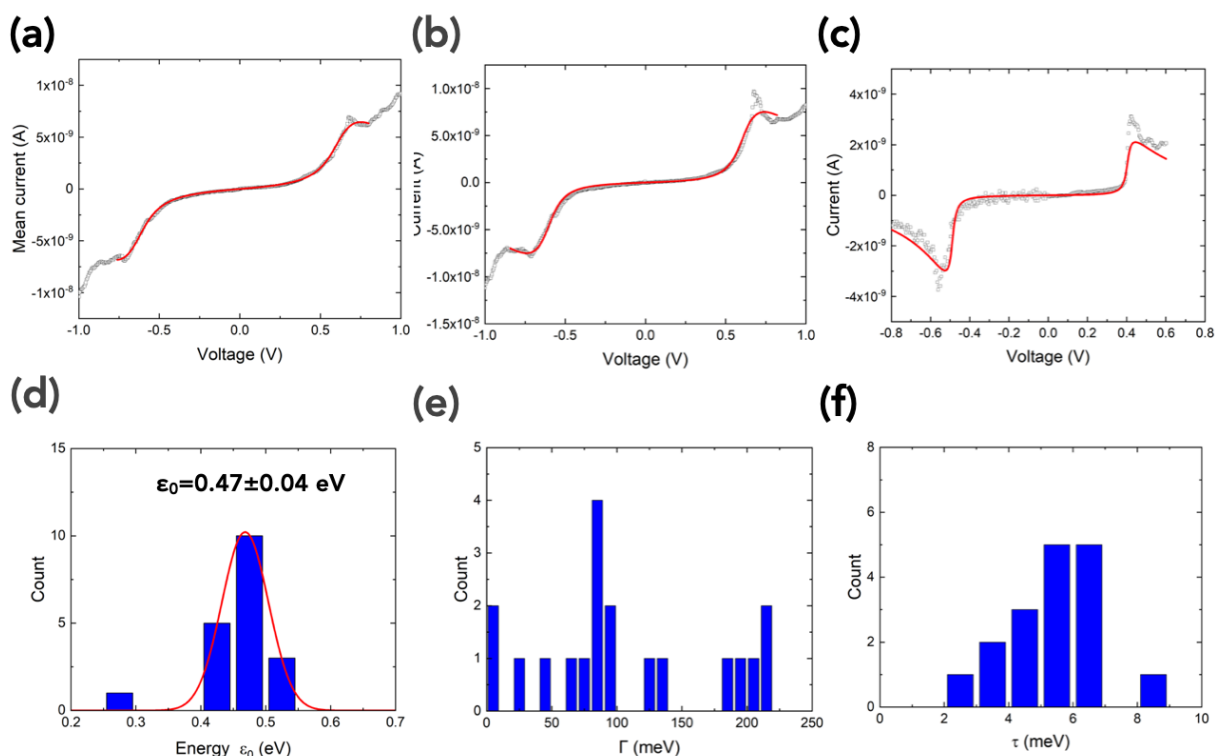 (a)
1x10⁻⁸
5x10⁻⁹
0
-5x10⁻⁹
-1x10⁻⁸
Mean current (A)
-1.0 -0.5 0.0 0.5 1.0
Voltage (V)
(b)
1.0x10⁻⁸
5.0x10⁻⁹
0.0
-5.0x10⁻⁹
-1.0x10⁻⁸
-1.5x10⁻⁸
Current (A)
-1.0 -0.5 0.0 0.5 1.0
Voltage (V)
(c)
4x10⁻⁹
2x10⁻⁹
0
-2x10⁻⁹
-4x10⁻⁹
Current (A)
-0.8 -0.6 -0.4 -0.2 0.0 0.2 0.4 0.6 0.8
Voltage (V)
(d)
15
10
5
0
Count
ε₀=0.47±0.04 eV
0.2 0.3 0.4 0.5 0.6 0.7
Energy ε₀ (eV)
(e)
5
4
3
2
1
0
Count
0 50 100 150 200 250
Γ (meV)
(f)
8
6
4
2
0
Count
0 2 4 6 8 10
τ (meV)